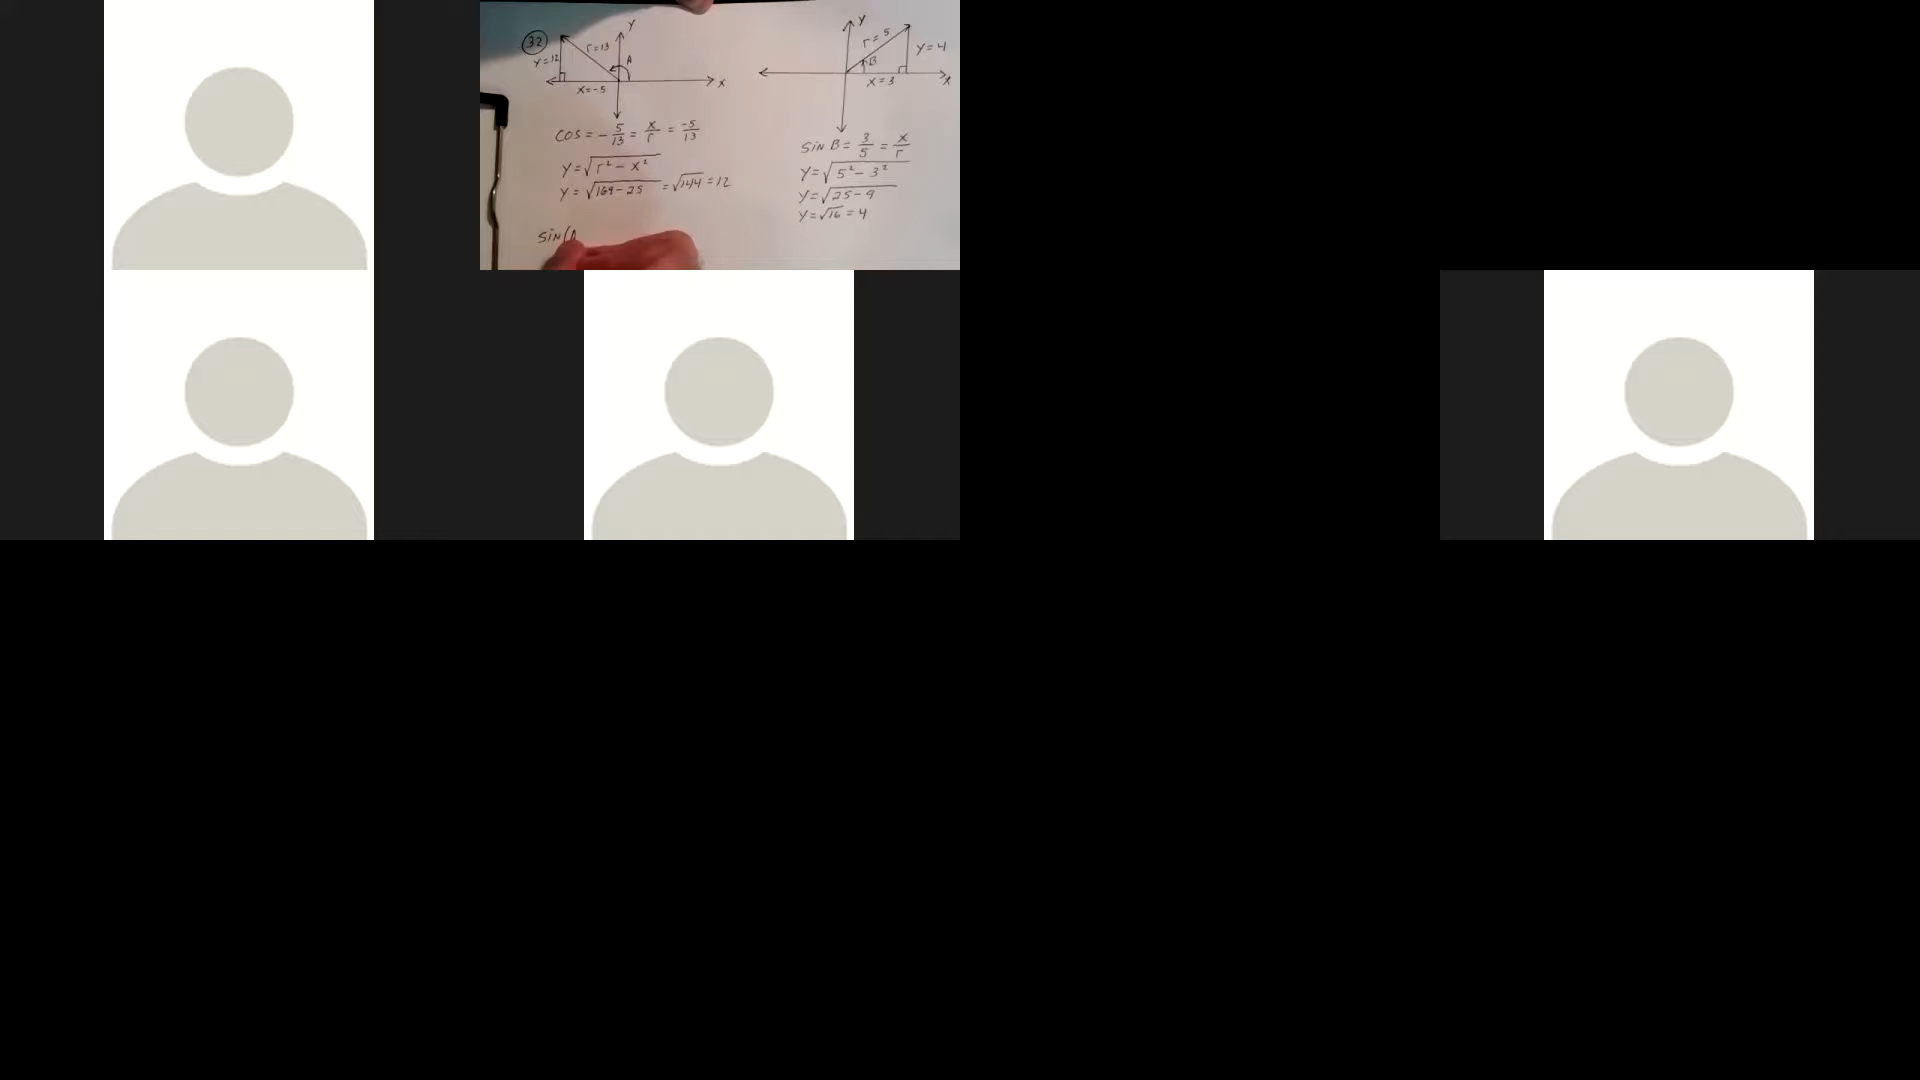 32
Y
r=13
Y=12
A
X
X=-5
COS = - 5/13 = X/r = -5/13
Y = √r² - X²
Y = √169-25 = √144 = 12
sin(A
Y
r=5
Y=4
B
X=3
X
SIN B = 3/5 = X/r
Y = √5²-3²
Y = √25-9
Y = √16 = 4